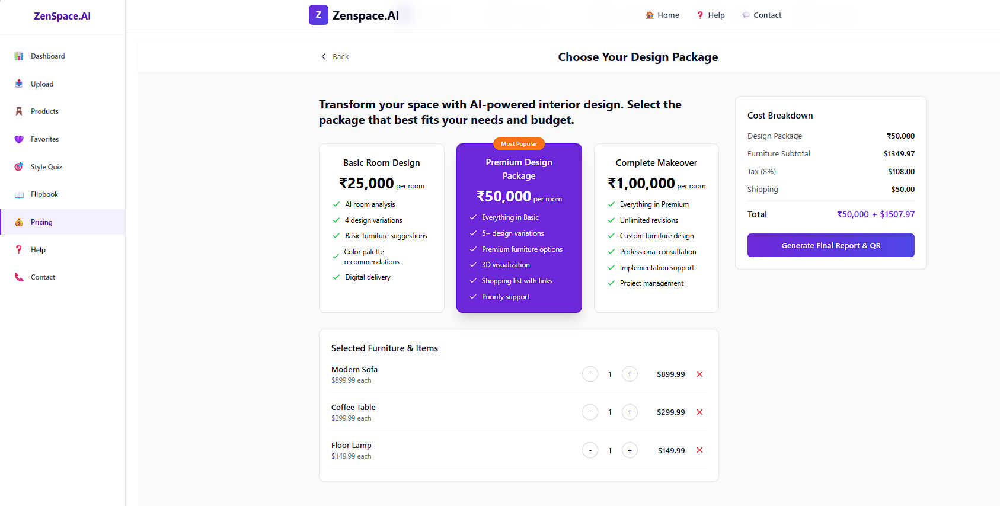 ZenSpace.AI
Dashboard
Upload
Products
Favorites
Style Quiz
Flipbook
Pricing
Help
Contact
Z Zenspace.AI
Home
Help
Contact
Back
Choose Your Design Package
Transform your space with AI-powered interior design. Select the
package that best fits your needs and budget.
Basic Room Design
₹25,000 per room
AI room analysis
4 design variations
Basic furniture suggestions
Color palette
recommendations
Digital delivery
Most Popular
Premium Design
Package
₹50,000 per room
Everything in Basic
5+ design variations
Premium furniture options
3D visualization
Shopping list with links
Priority support
Complete Makeover
₹1,00,000 per room
Everything in Premium
Unlimited revisions
Custom furniture design
Professional consultation
Implementation support
Project management
Selected Furniture & Items
Modern Sofa
$899.99 each
- 1 + $899.99
Coffee Table
$299.99 each
- 1 + $299.99
Floor Lamp
$149.99 each
- 1 + $149.99
Cost Breakdown
Design Package ₹50,000
Furniture Subtotal $1349.97
Tax (8%) $108.00
Shipping $50.00
Total ₹50,000 + $1507.97
Generate Final Report & QR